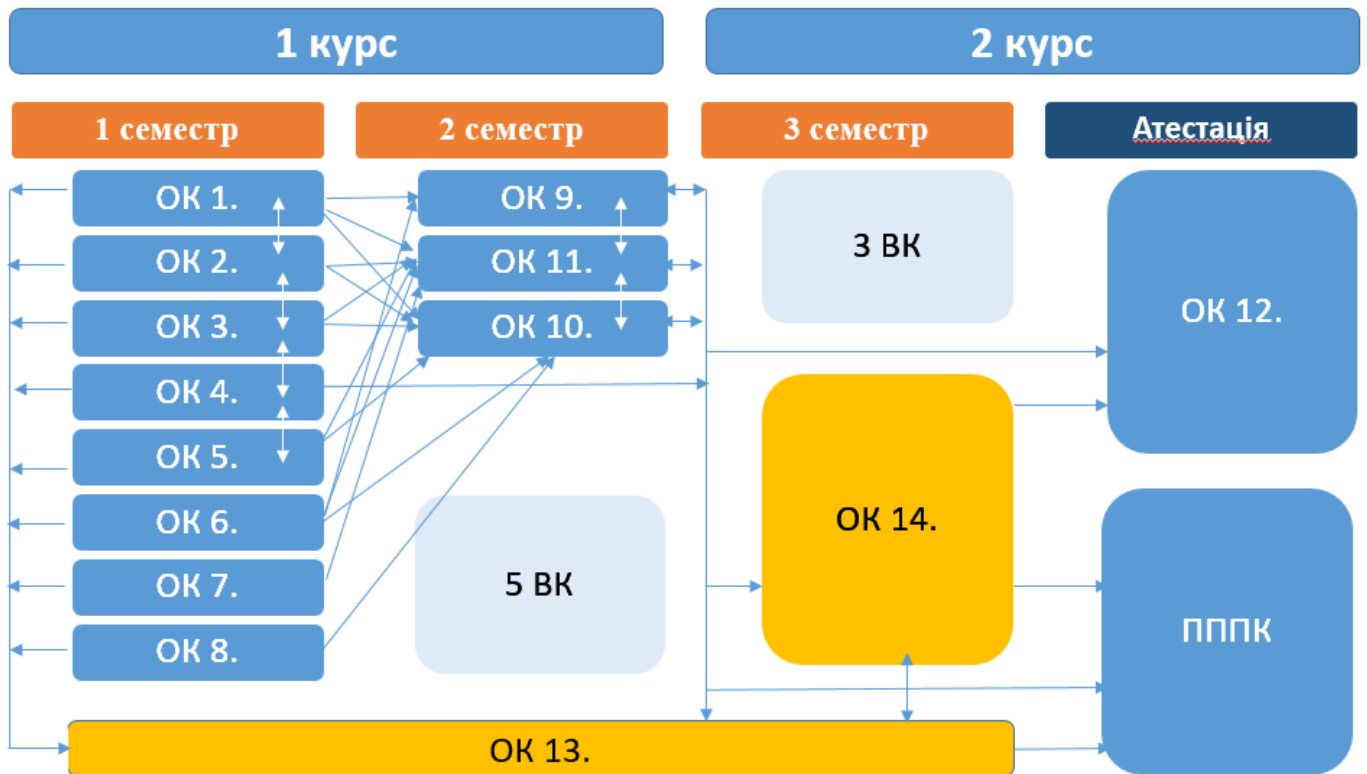 1 курс
2 курс
1 семестр
2 семестр
3 семестр
Атестація
ОК 1.
ОК 2.
ОК 3.
ОК 4.
ОК 5.
ОК 6.
ОК 7.
ОК 8.
ОК 9.
ОК 11.
ОК 10.
5 ВК
3 ВК
ОК 14.
ОК 12.
ПППК
ОК 13.